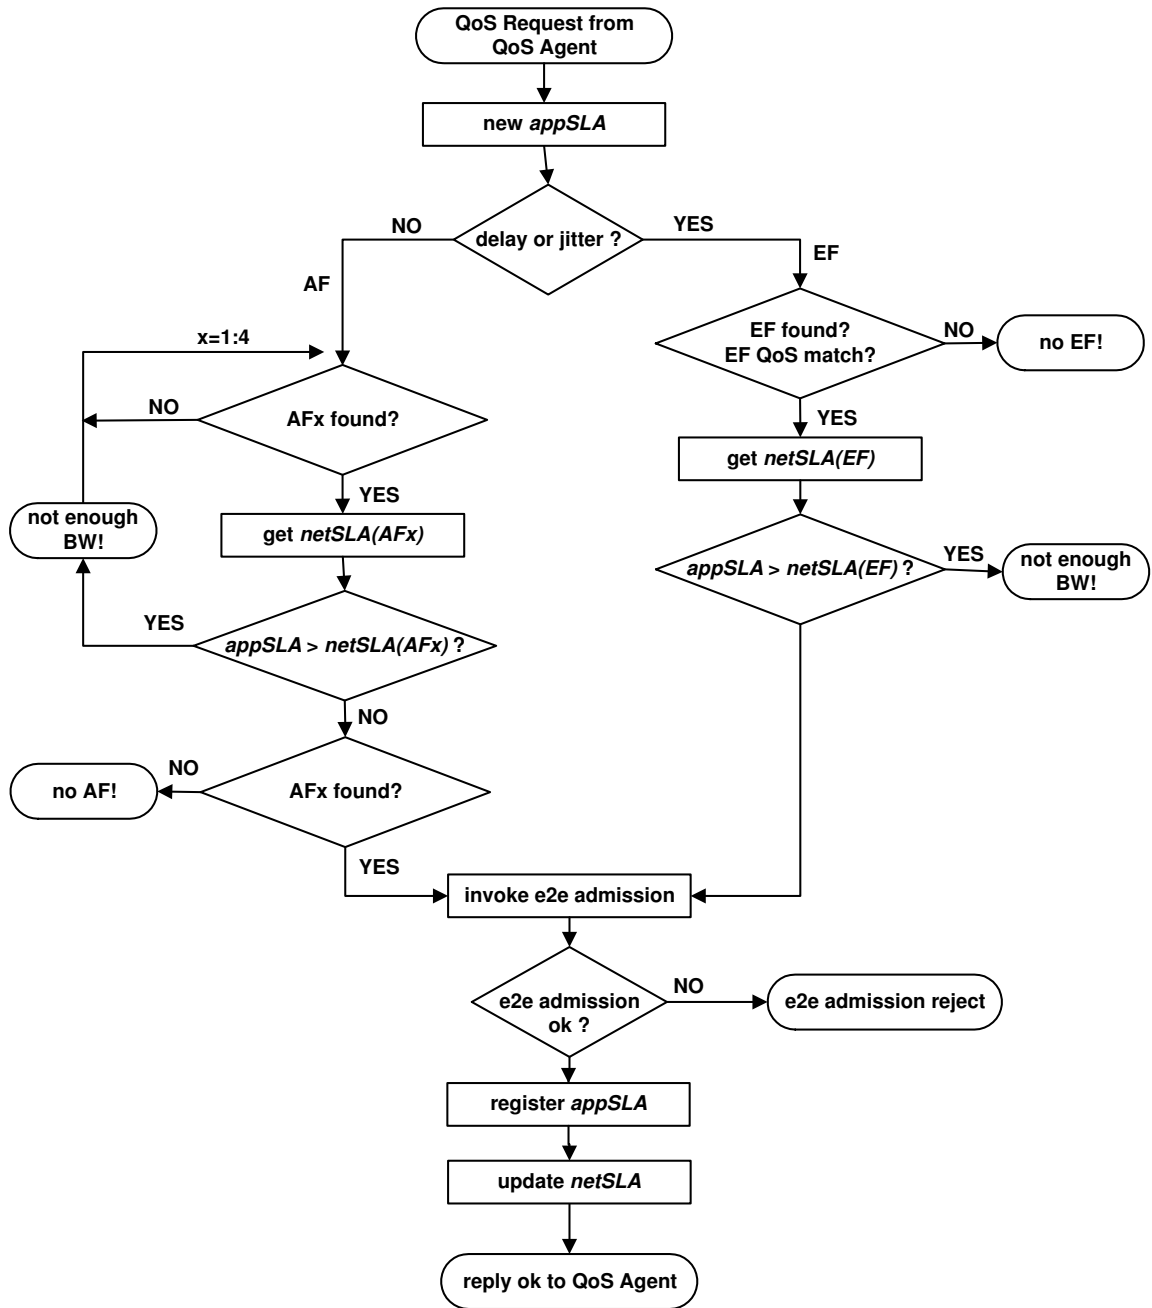 QoS Request from
QoS Agent
new appSLA
delay or jitter ?
NO
YES
AF
EF
x=1:4
EF found?
EF QoS match?
NO
no EF!
NO
AFx found?
YES
get netSLA(EF)
YES
not enough
BW!
get netSLA(AFx)
appSLA > netSLA(EF) ?
YES
not enough
BW!
YES
appSLA > netSLA(AFx) ?
NO
NO
no AF!
AFx found?
YES
invoke e2e admission
e2e admission
ok ?
NO
e2e admission reject
register appSLA
update netSLA
reply ok to QoS Agent